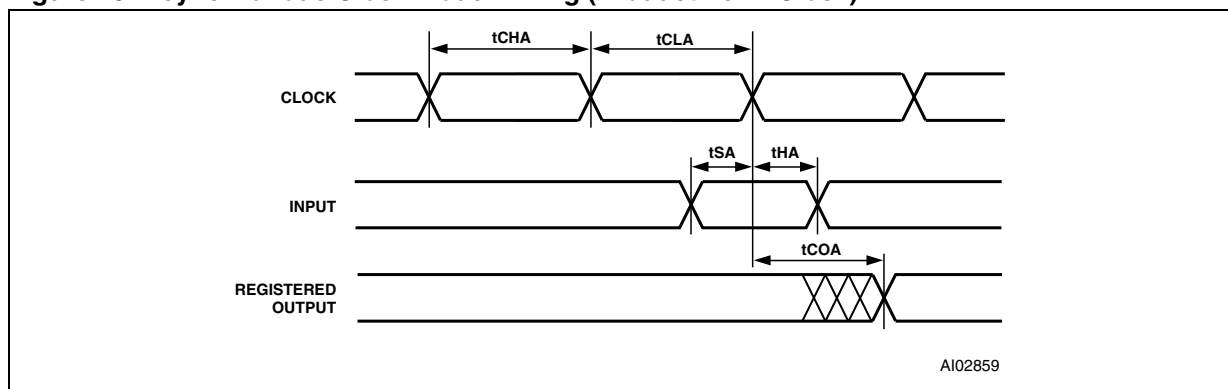 tCHA tCLA
CLOCK
tSA tHA
INPUT
tCOA
REGISTERED
OUTPUT
AI02859